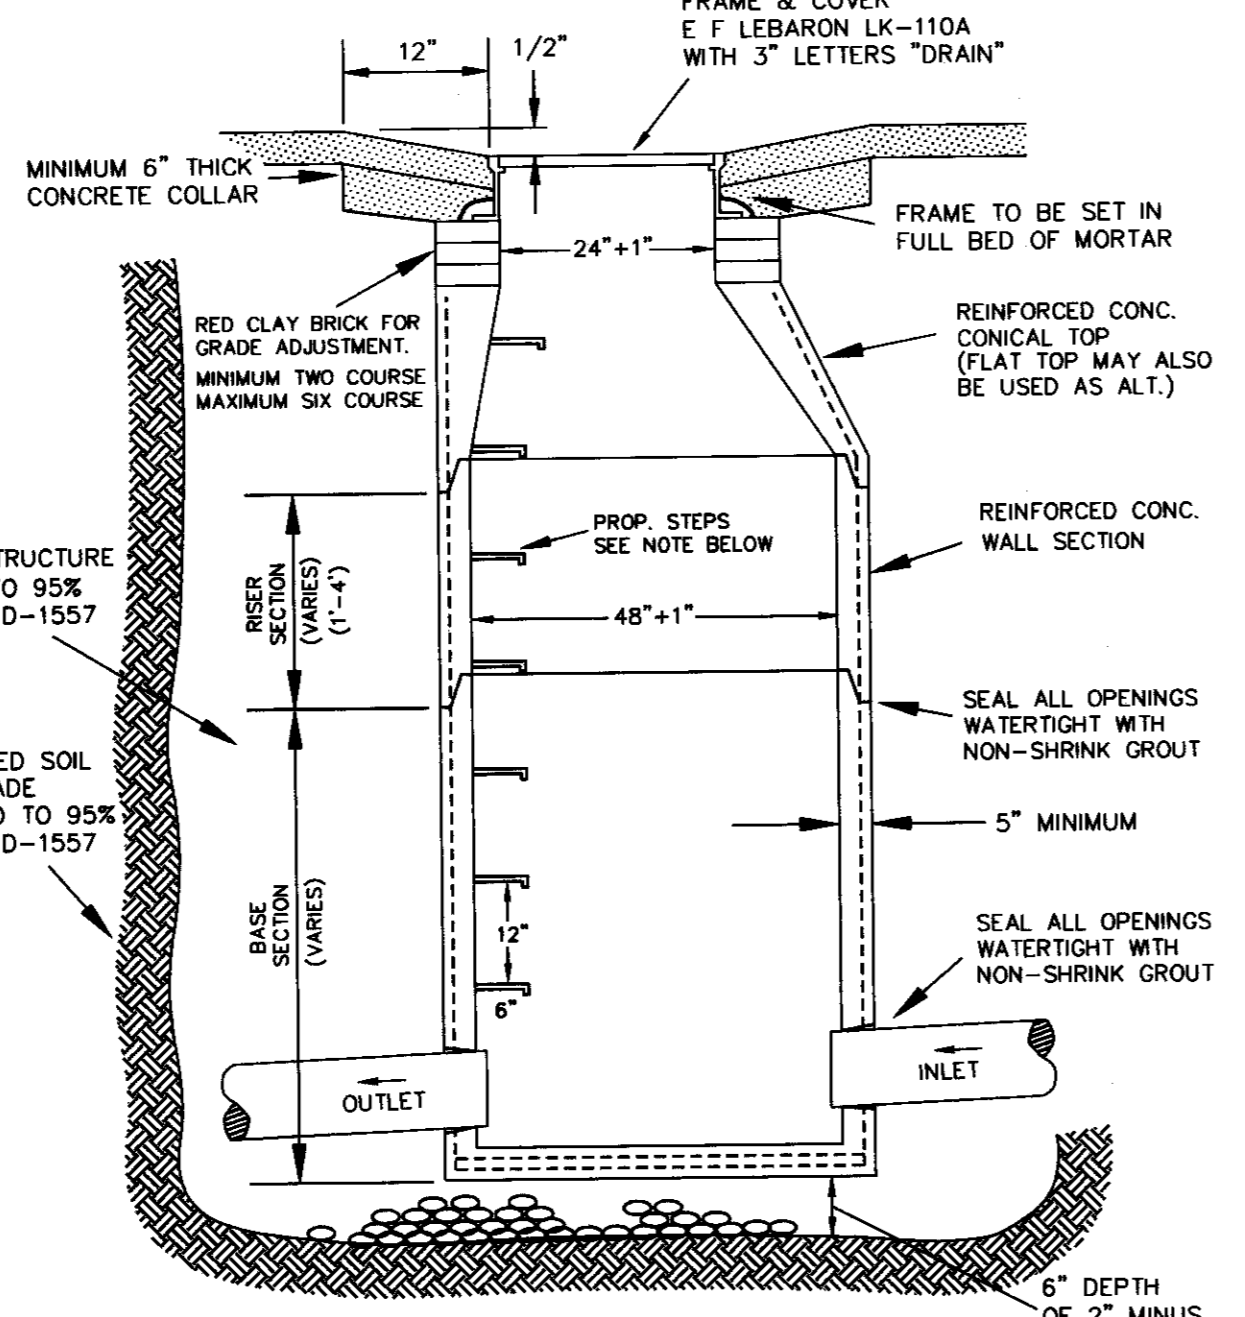 FRAME & COVER
E F LEBARON LK-110A
WITH 3" LETTERS "DRAIN"
12"
1/2"
MINIMUM 6" THICK
CONCRETE COLLAR
FRAME TO BE SET IN
FULL BED OF MORTAR
24"+1"
RED CLAY BRICK FOR
GRADE ADJUSTMENT.
MINIMUM TWO COURSE
MAXIMUM SIX COURSE
REINFORCED CONC.
CONICAL TOP
(FLAT TOP MAY ALSO
BE USED AS ALT.)
PROP. STEPS
SEE NOTE BELOW
REINFORCED CONC.
WALL SECTION
RISER
SECTION
(VARIES)
(1'-4')
48"+1"
TRUCTURE
TO 95%
D-1557
SEAL ALL OPENINGS
WATERTIGHT WITH
NON-SHRINK GROUT
ED SOIL
ADE
TO 95%
D-1557
5" MINIMUM
BASE
SECTION
(VARIES)
12"
6"
SEAL ALL OPENINGS
WATERTIGHT WITH
NON-SHRINK GROUT
INLET
OUTLET
6" DEPTH
OF 2" MINUS